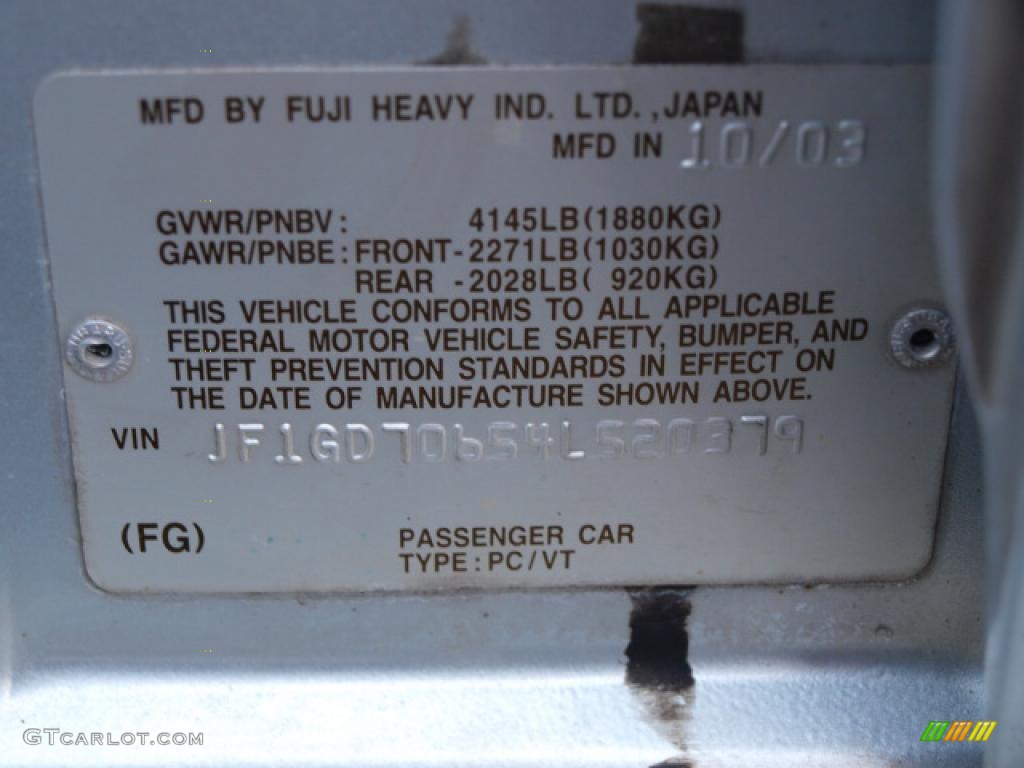 MFD BY FUJI HEAVY IND. LTD.,JAPAN
MFD IN 10/03
GVWR/PNBV: 4145LB(1880KG)
GAWR/PNBE:FRONT-2271LB(1030KG)
REAR -2028LB( 920KG)
THIS VEHICLE CONFORMS TO ALL APPLICABLE
FEDERAL MOTOR VEHICLE SAFETY, BUMPER, AND
THEFT PREVENTION STANDARDS IN EFFECT ON
THE DATE OF MANUFACTURE SHOWN ABOVE.
VIN JF1GD70654L520379
(FG) PASSENGER CAR
TYPE:PC/VT
GTCARLOT.COM